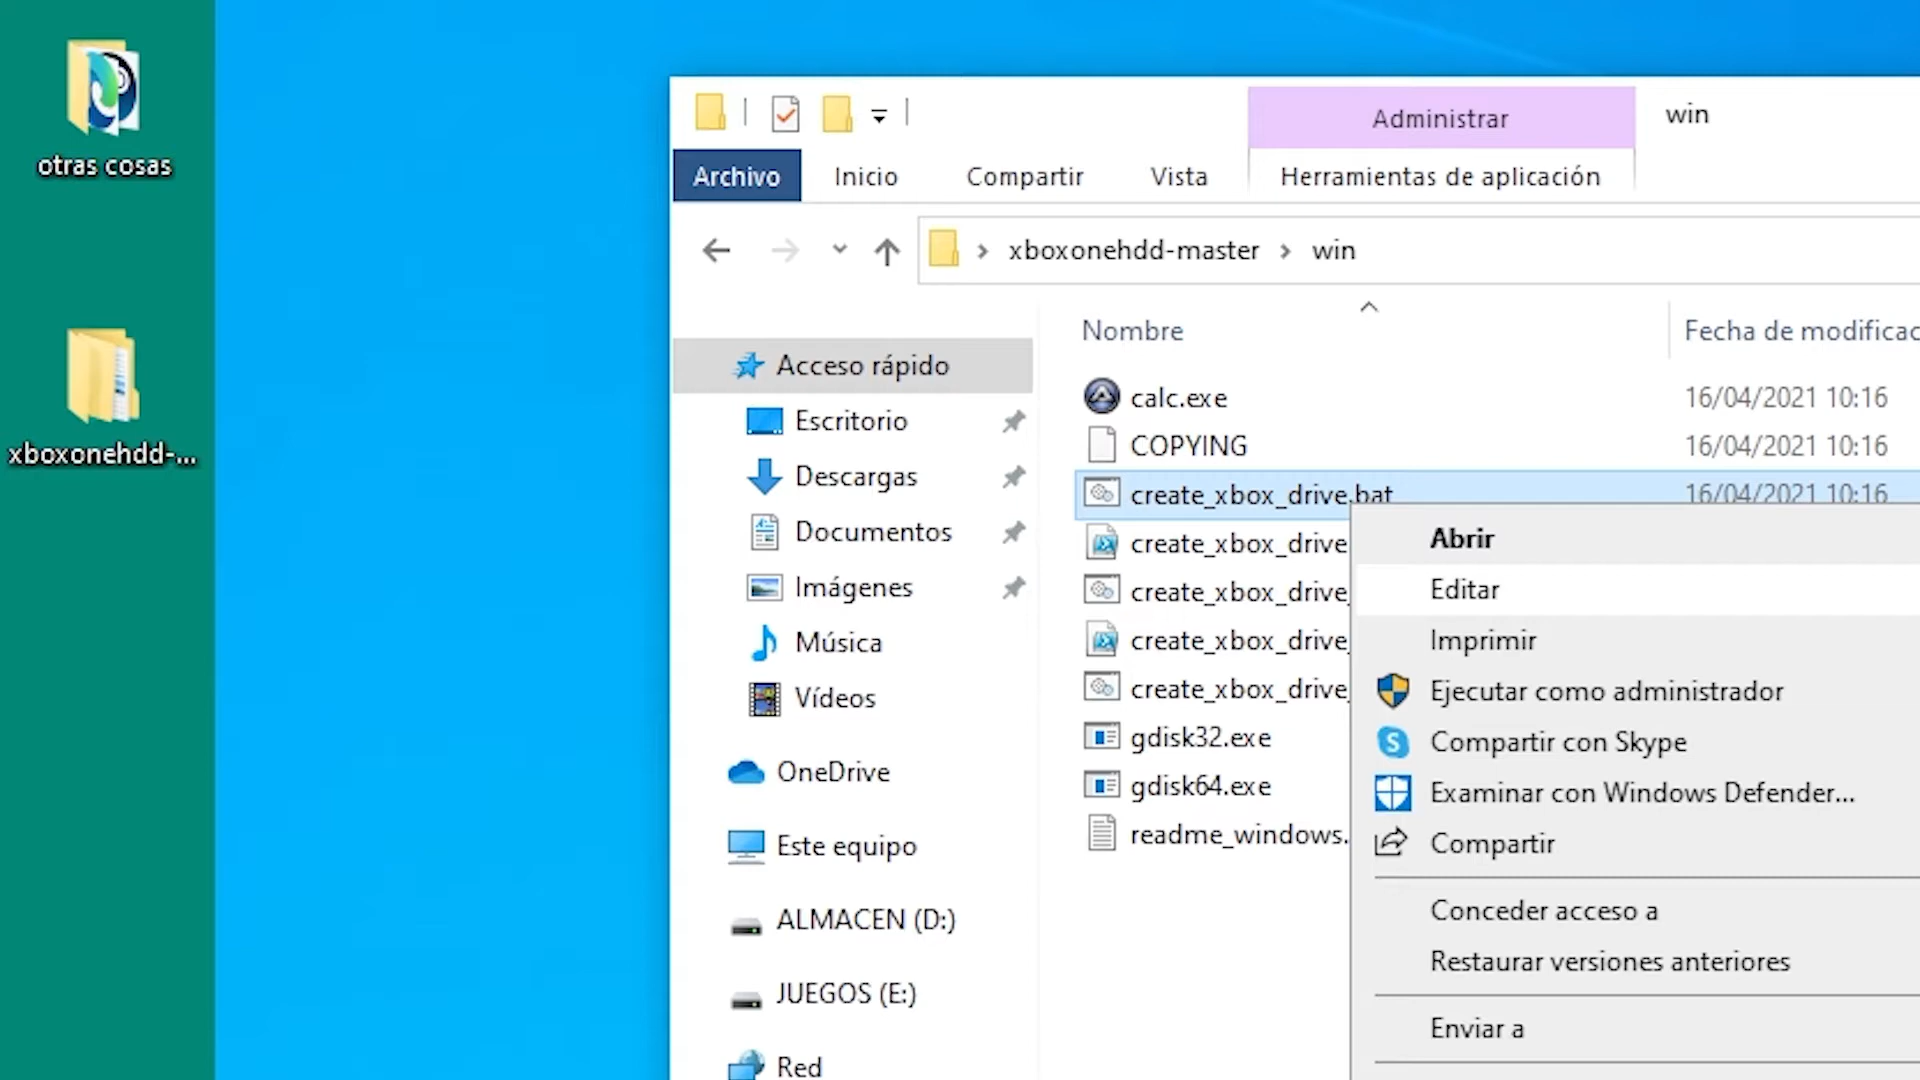 otras cosas
xboxonehdd-...
Administrar
win
Archivo
Inicio
Compartir
Vista
Herramientas de aplicación
xboxonehdd-master
win
Acceso rápido
Escritorio
Descargas
Documentos
Imágenes
Música
Vídeos
OneDrive
Este equipo
ALMACEN (D:)
JUEGOS (E:)
Red
Nombre
Fecha de modificac
calc.exe
16/04/2021 10:16
COPYING
16/04/2021 10:16
create_xbox_drive.bat
16/04/2021 10:16
create_xbox_drive
create_xbox_drive_
create_xbox_drive_
create_xbox_drive_
gdisk32.exe
gdisk64.exe
readme_windows.
Abrir
Editar
Imprimir
Ejecutar como administrador
Compartir con Skype
Examinar con Windows Defender...
Compartir
Conceder acceso a
Restaurar versiones anteriores
Enviar a